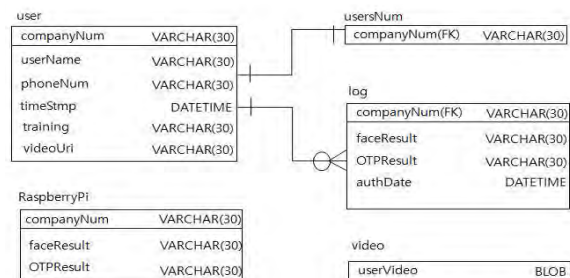 user
companyNum VARCHAR(30)
userName VARCHAR(30)
phoneNum VARCHAR(30)
timeStmp DATETIME
training VARCHAR(30)
videoUri VARCHAR(30)
usersNum
companyNum(FK) VARCHAR(30)
log
companyNum(FK) VARCHAR(30)
faceResult VARCHAR(30)
OTPResult VARCHAR(30)
authDate DATETIME
RaspberryPi
companyNum VARCHAR(30)
faceResult VARCHAR(30)
OTPResult VARCHAR(30)
video
userVideo BLOB